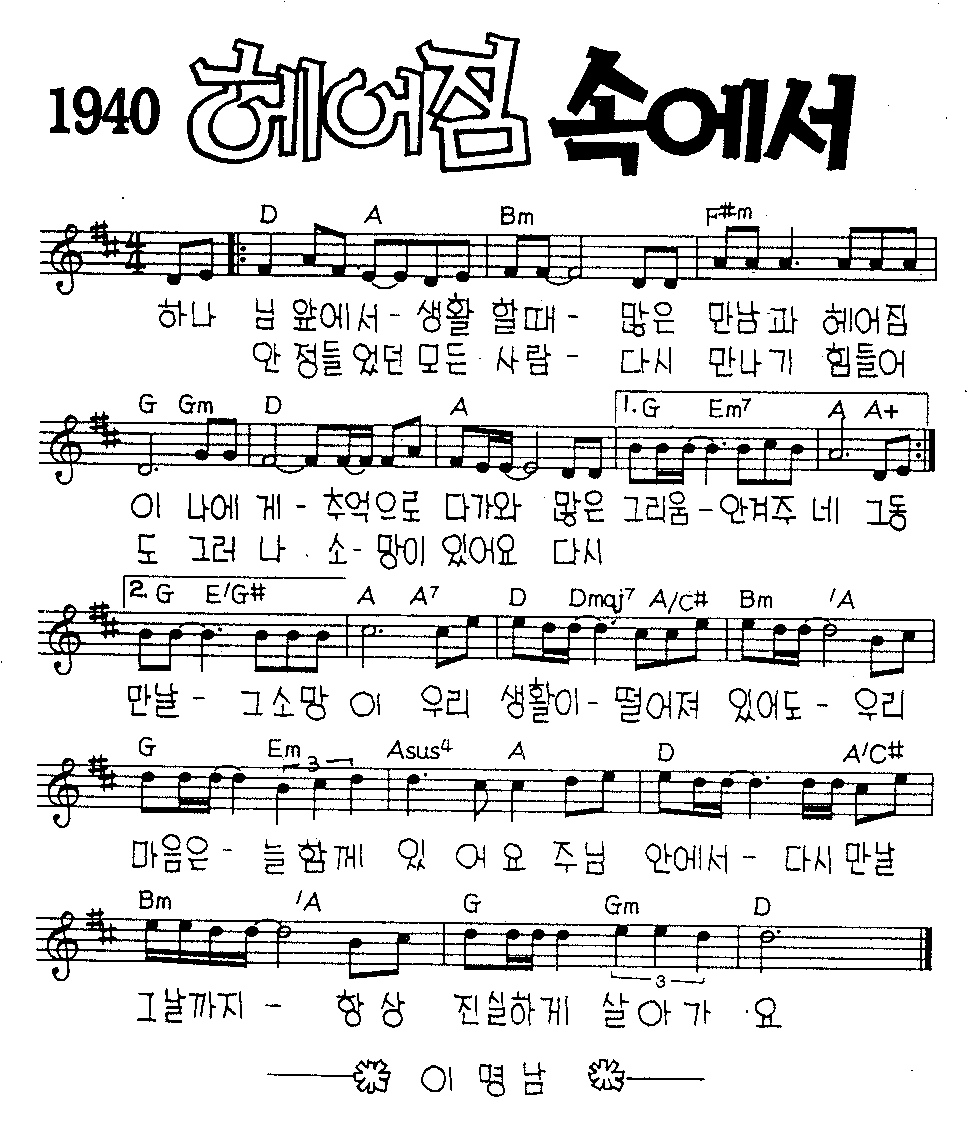 1940 헤어짐 속에서
D A Bm F#m
하나 님 앞에서 - 생활 할때 - 많은 만남과 헤어짐
안 정들었던 모든 사람 - 다시 만나기 힘들어
G Gm D A 1. G Em7 A A+
이 나에게 - 추억으로 다가와 많은 그리움 - 안겨주네 그동
도 그러나 · 소 - 망이 있어요 다시
2. G E/G# A A7 D Dmaj7 A/C# Bm /A
만날 - 그소망 이 우리 생활이 - 떨어져 있어도 - 우리
G Em 3 Asus4 A D A/C#
마음은 - 늘함께 있 어요 주님 안에서 - 다시만날
Bm /A G Gm D
3
그날까지 - 항상 진실하게 살아가 요
이명남